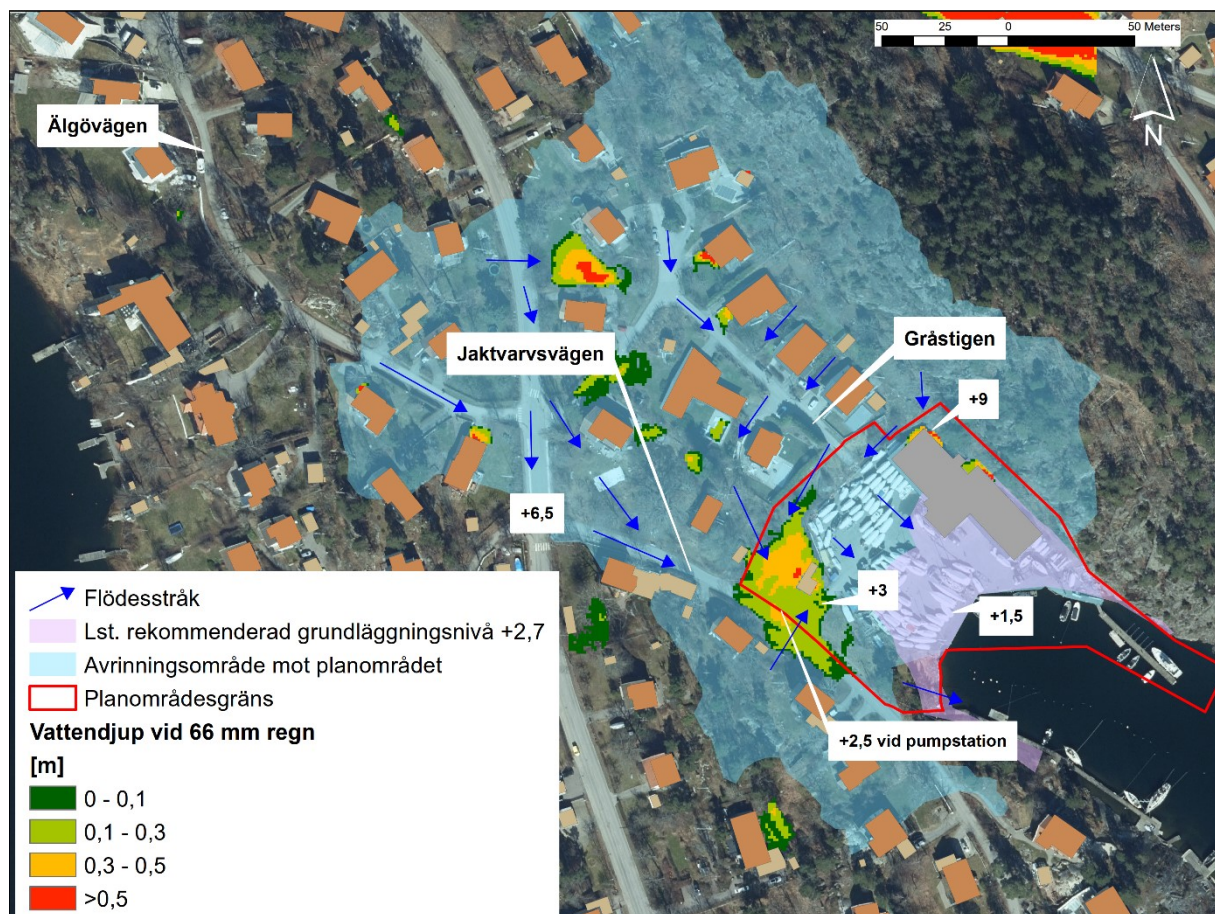 50 25 0 50 Meters
N
Älgövägen
Jaktvarvsvägen
Gråstigen
+9
+6,5
+3
+1,5
+2,5 vid pumpstation
Flödesstråk
Lst. rekommenderad grundläggningsnivå +2,7
Avrinningsområde mot planområdet
Planområdesgräns
Vattendjup vid 66 mm regn
[m]
0 - 0,1
0,1 - 0,3
0,3 - 0,5
>0,5